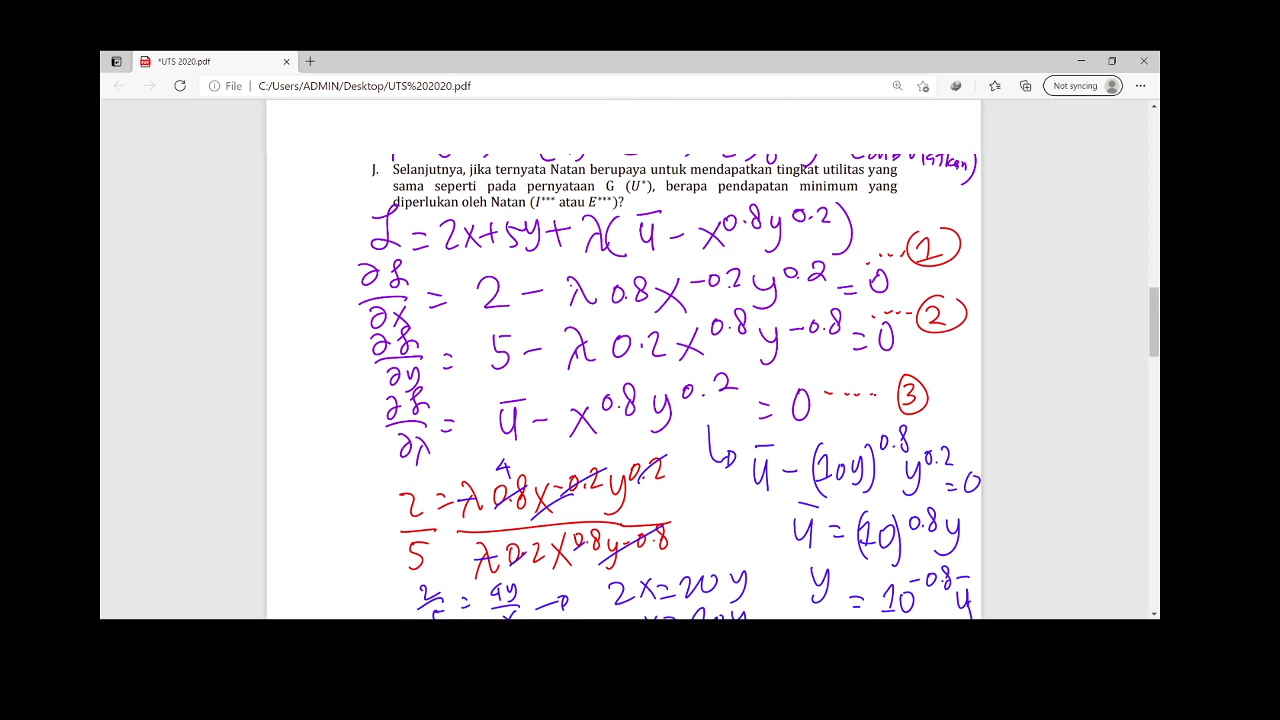 *UTS 2020.pdf
File | C:/Users/ADMIN/Desktop/UTS%202020.pdf
Not syncing
J. Selanjutnya, jika ternyata Natan berupaya untuk mendapatkan tingkat utilitas yang
sama seperti pada pernyataan G (U*), berapa pendapatan minimum yang
diperlukan oleh Natan (I*** atau E***)?
ℒ = 2x + 5y + λ(ū − x^0.8 y^0.2)
∂ℒ/∂x = 2 − λ 0.8x^−0.2 y^0.2 = 0 .... ①
∂ℒ/∂y = 5 − λ 0.2x^0.8 y^−0.8 = 0 .... ②
∂ℒ/∂λ = ū − x^0.8 y^0.2 = 0 .... ③
ū − (10y)^0.8 y^0.2 = 0
ū = (10)^0.8 y
y = 10^−0.8 ū
4
2/5 = λ 0.8x^−0.2 y^0.2 / λ 0.2x^0.8 y^−0.8
2/5 = 4y/x → 2x = 20y